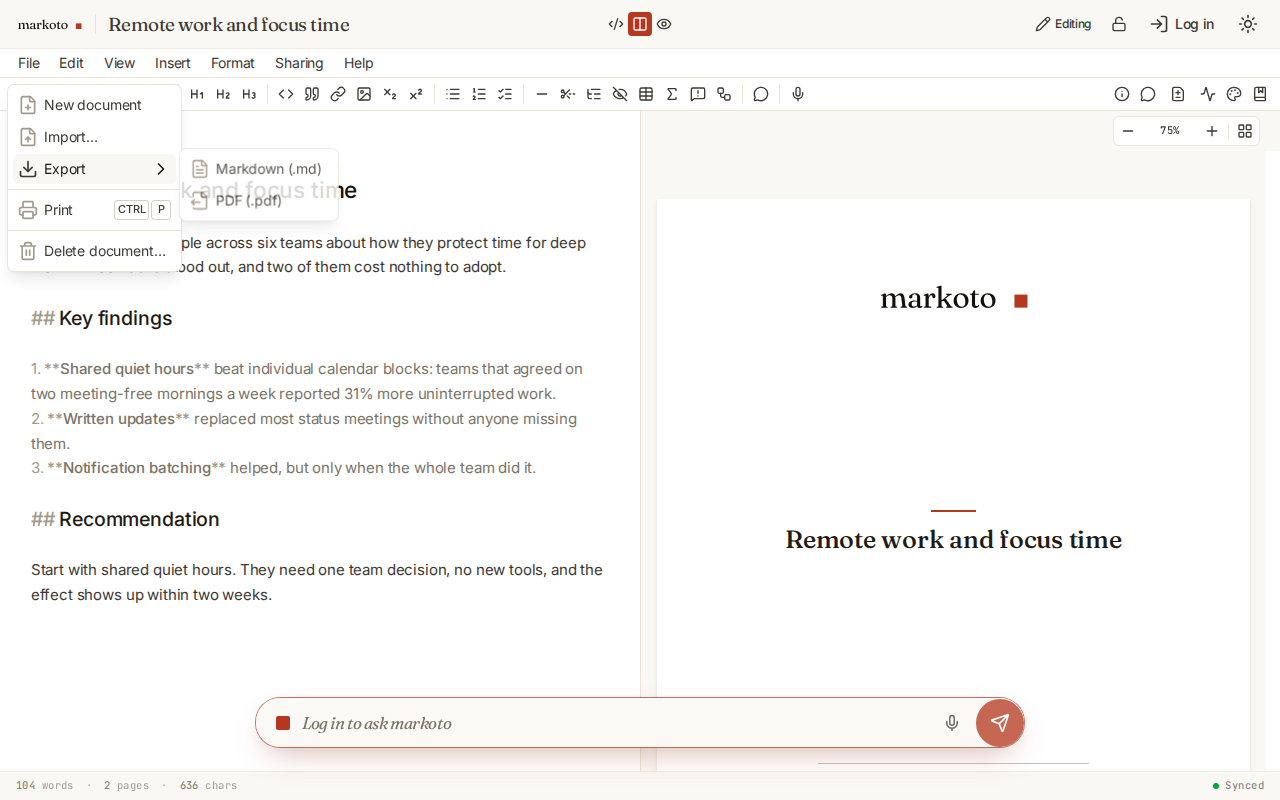 markoto
Remote work and focus time
Editing
Log in
File Edit View Insert Format Sharing Help
H1 H2 H3
New document
Import...
Export
Print CTRL P
Delete document...
Markdown (.md)
PDF (.pdf)
75%
k and focus time
ple across six teams about how they protect time for deep
ood out, and two of them cost nothing to adopt.
## Key findings
1. **Shared quiet hours** beat individual calendar blocks: teams that agreed on
two meeting-free mornings a week reported 31% more uninterrupted work.
2. **Written updates** replaced most status meetings without anyone missing
them.
3. **Notification batching** helped, but only when the whole team did it.
## Recommendation
Start with shared quiet hours. They need one team decision, no new tools, and the
effect shows up within two weeks.
markoto
Remote work and focus time
Log in to ask markoto
104 words · 2 pages · 636 chars
Synced